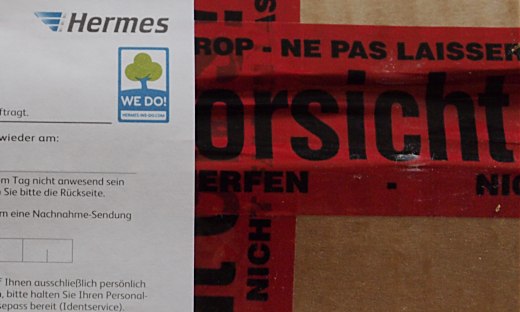 Hermes
WE DO!
HERMES-WE-DO.COM
ftragt.
wieder am:
m Tag nicht anwesend sein
Sie bitte die Rückseite.
m eine Nachnahme-Sendung
Ihnen ausschließlich persönlich
, bitte halten Sie Ihren Personal-
sepass bereit (Identservice).
ROP - NE PAS LAISSER
orsicht
ERFEN - NIC
NICHT